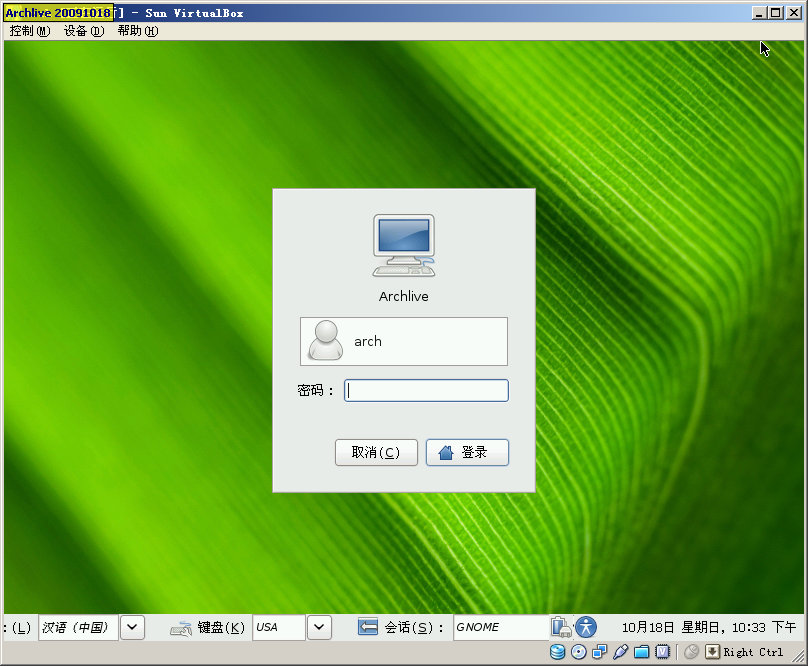 Archlive 20091018 行] - Sun VirtualBox
控制(M) 设备(D) 帮助(H)
Archlive
arch
密码：
取消(C) 登录
: (L) 汉语（中国） 键盘(K) USA 会话(S)： GNOME 10月18日 星期日, 10:33 下午
Right Ctrl